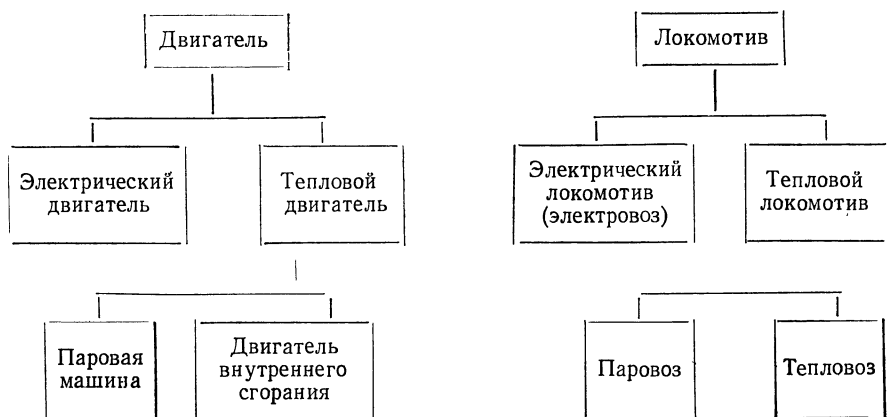 Двигатель
Локомотив
Электрический
двигатель
Тепловой
двигатель
Электрический
локомотив
(электровоз)
Тепловой
локомотив
Паровая
машина
Двигатель
внутреннего
сгорания
Паровоз
Тепловоз